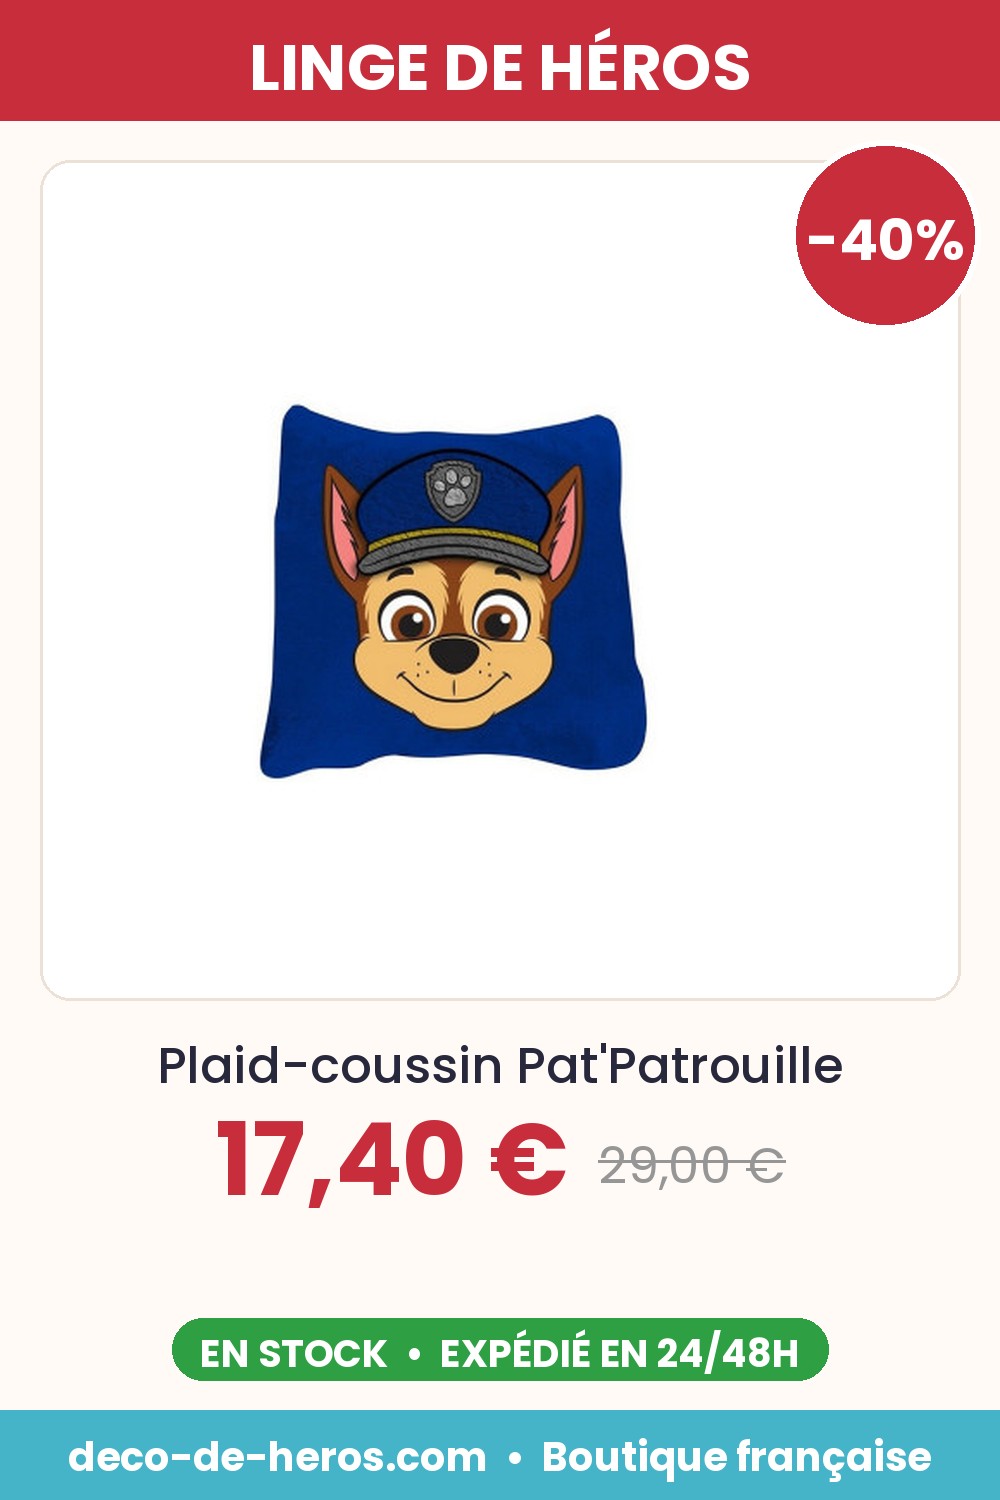 LINGE DE HÉROS
-40%
Plaid-coussin Pat'Patrouille
17,40 € 29,00 €
EN STOCK • EXPÉDIÉ EN 24/48H
deco-de-heros.com • Boutique française